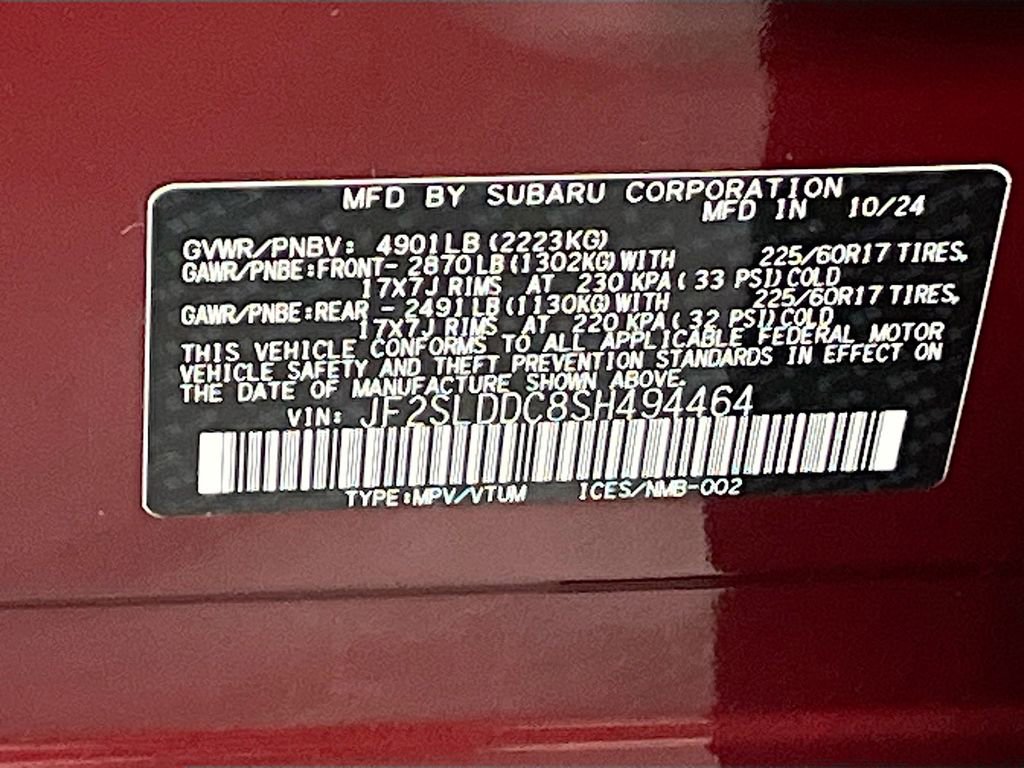 MFD BY SUBARU CORPORATION
MFD IN 10/24
GVWR/PNBV: 4901LB (2223KG)
GAWR/PNBE:FRONT- 2870LB(1302KG)WITH 225/60R17 TIRES,
17X7J RIMS AT 230 KPA( 33 PSI)COLD
GAWR/PNBE:REAR - 2491LB(1130KG)WITH 225/60R17 TIRES,
17X7J RIMS AT 220 KPA( 32 PSI)COLD
THIS VEHICLE CONFORMS TO ALL APPLICABLE FEDERAL MOTOR
VEHICLE SAFETY AND THEFT PREVENTION STANDARDS IN EFFECT ON
THE DATE OF MANUFACTURE SHOWN ABOVE.
VIN: JF2SLDDC8SH494464
TYPE:MPV/VTUM ICES/NMB-002